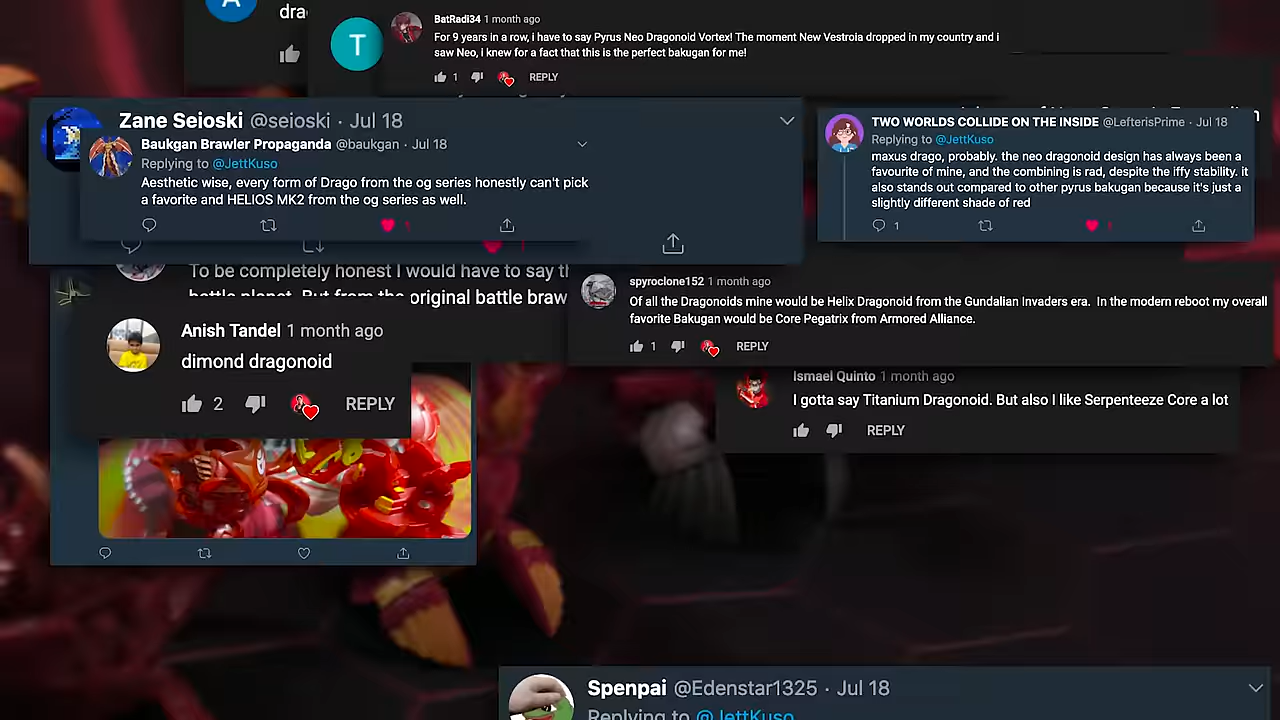 A
dra
T
BatRadi34 1 month ago
For 9 years in a row, i have to say Pyrus Neo Dragonoid Vortex! The moment New Vestroia dropped in my country and i
saw Neo, i knew for a fact that this is the perfect bakugan for me!
1 REPLY
Zane Seioski @seioski · Jul 18
Baukgan Brawler Propaganda @baukgan · Jul 18
Replying to @JettKuso
Aesthetic wise, every form of Drago from the og series honestly can't pick
a favorite and HELIOS MK2 from the og series as well.
1
1
TWO WORLDS COLLIDE ON THE INSIDE @LefterisPrime · Jul 18
Replying to @JettKuso
maxus drago, probably. the neo dragonoid design has always been a
favourite of mine, and the combining is rad, despite the iffy stability. it
also stands out compared to other pyrus bakugan because it's just a
slightly different shade of red
1 1
To be completely honest I would have to say th
battle planet. But from the original battle braw
spyroclone152 1 month ago
Of all the Dragonoids mine would be Helix Dragonoid from the Gundalian Invaders era. In the modern reboot my overall
favorite Bakugan would be Core Pegatrix from Armored Alliance.
1 REPLY
Anish Tandel 1 month ago
dimond dragonoid
2 REPLY
Ismael Quinto 1 month ago
I gotta say Titanium Dragonoid. But also I like Serpenteeze Core a lot
REPLY
Spenpai @Edenstar1325 · Jul 18
Replying to @JettKuso